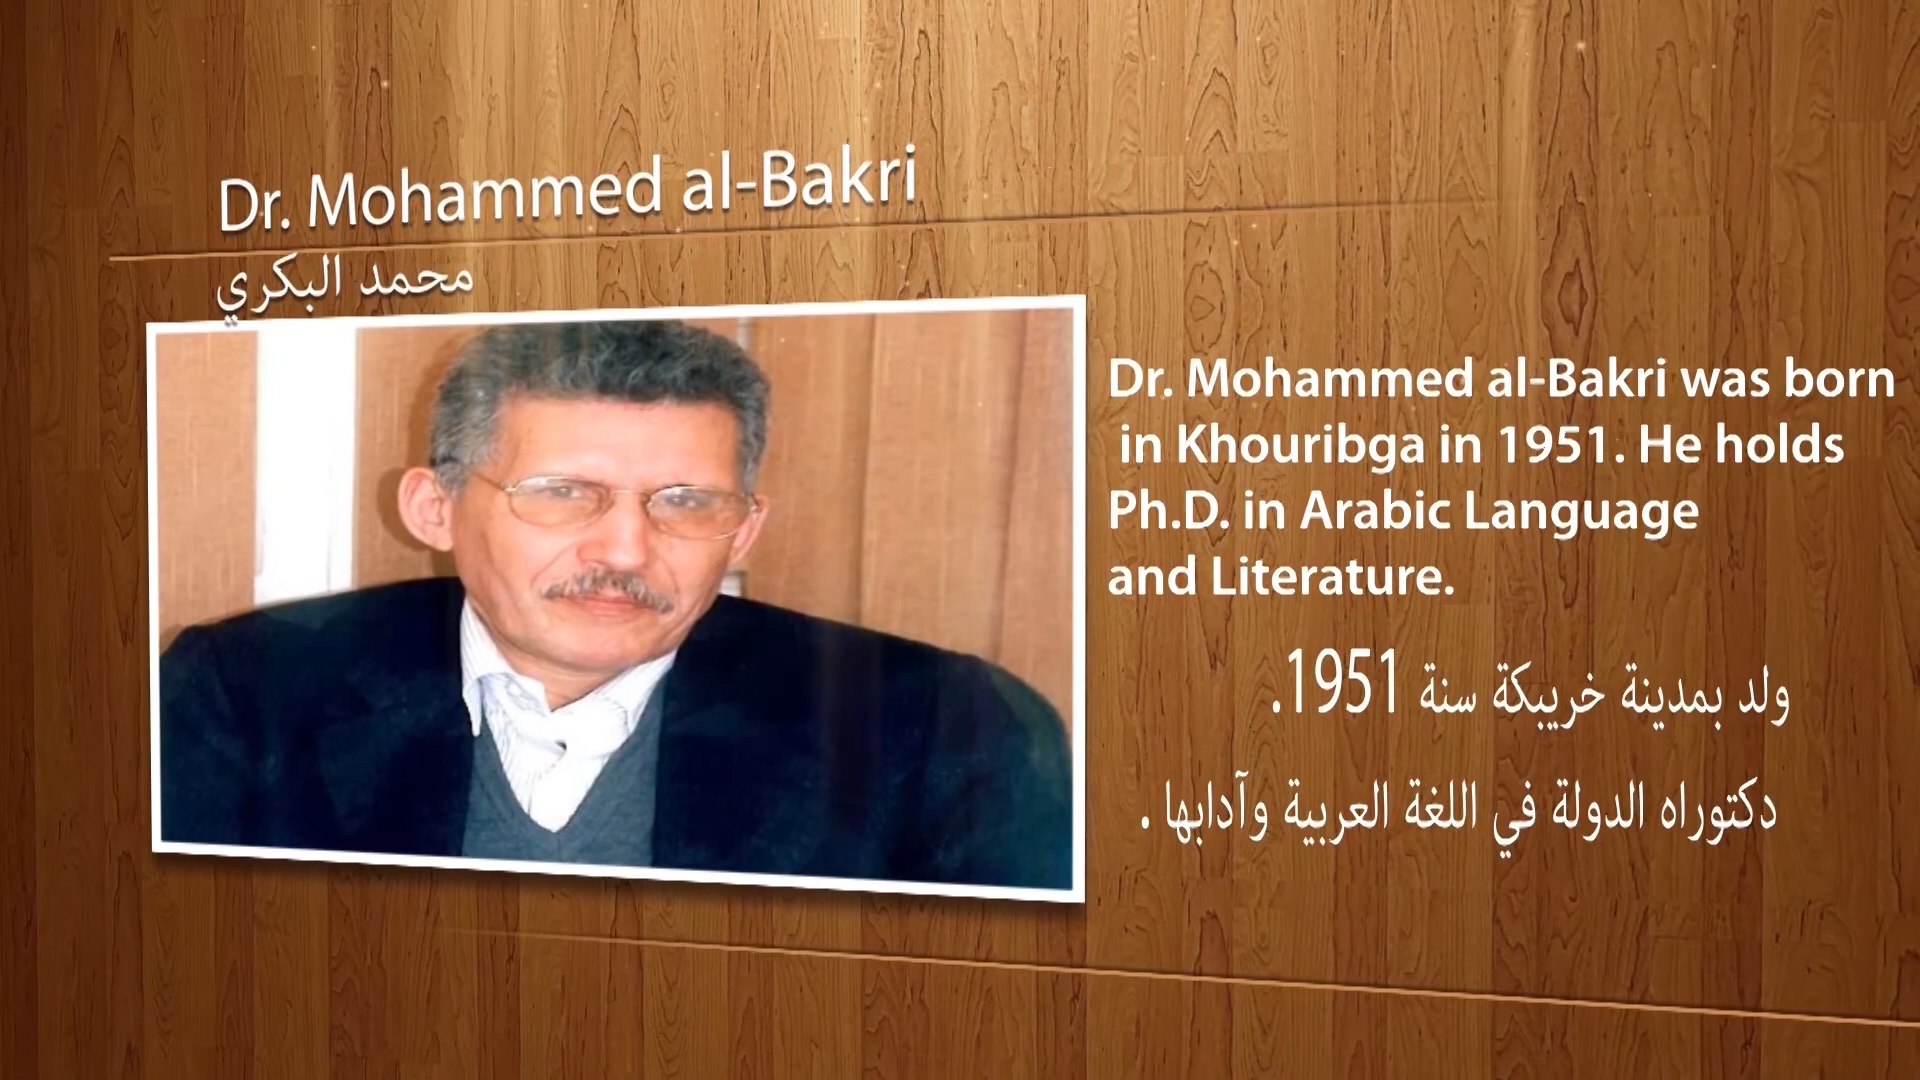 Dr. Mohammed al-Bakri
محمد البكري
Dr. Mohammed al-Bakri was born
in Khouribga in 1951. He holds
Ph.D. in Arabic Language
and Literature.
ولد بمدينة خريبكة سنة 1951.
دكتوراه الدولة في اللغة العربية وآدابها .